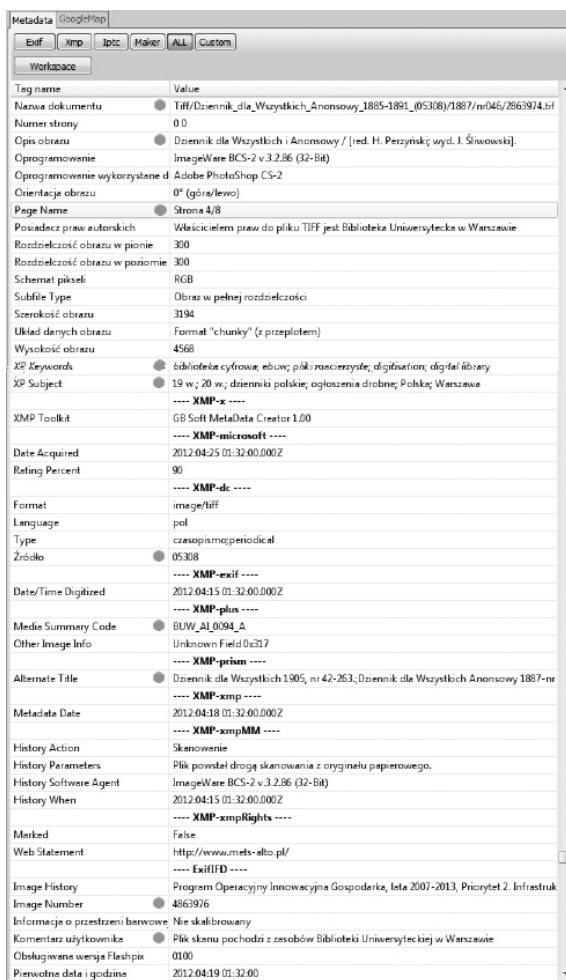 Metadata GoogleMap
Exif Xmp Iptc Maker ALL Custom
Workspace
Tag name Value
Nazwa dokumentu Tiff/Dziennik_dla_Wszystkich_Anonsowy_1885-1891_(05308)/1887/nr046/2863974.tif
Numer strony 0 0
Opis obrazu Dziennik dla Wszystkich i Anonsowy / [red. H. Perzyński; wyd. J. Śliwowski].
Oprogramowanie ImageWare BCS-2 v.3.2.86 (32-Bit)
Oprogramowanie wykorzystane d Adobe PhotoShop CS-2
Orientacja obrazu 0° (góra/lewo)
Page Name Strona 4/8
Posiadacz praw autorskich Właścicielem praw do pliku TIFF jest Biblioteka Uniwersytecka w Warszawie
Rozdzielczość obrazu w pionie 300
Rozdzielczość obrazu w poziomie 300
Schemat pikseli RGB
Subfile Type Obraz w pełnej rozdzielczości
Szerokość obrazu 3194
Układ danych obrazu Format "chunky" (z przeplotem)
Wysokość obrazu 4568
XP Keywords biblioteka cyfrowa; ebuw; pliki macierzyste; digitisation; digital library
XP Subject 19 w.; 20 w.; dzienniki polskie; ogłoszenia drobne; Polska; Warszawa
---- XMP-x ----
XMP Toolkit GB Soft MetaData Creator 1.00
---- XMP-microsoft ----
Date Acquired 2012:04:25 01:32:00.000Z
Rating Percent 90
---- XMP-dc ----
Format image/tiff
Language pol
Type czasopismo;periodical
Źródło 05308
---- XMP-exif ----
Date/Time Digitized 2012:04:15 01:32:00.000Z
---- XMP-plus ----
Media Summary Code BUW_AI_0094_A
Other Image Info Unknown Field 0x317
---- XMP-prism ----
Alternate Title Dziennik dla Wszystkich 1905, nr 42-263.;Dziennik dla Wszystkich Anonsowy 1887-nr
---- XMP-xmp ----
Metadata Date 2012:04:18 01:32:00.000Z
---- XMP-xmpMM ----
History Action Skanowanie
History Parameters Plik powstał drogą skanowania z oryginału papierowego.
History Software Agent ImageWare BCS-2 v.3.2.86 (32-Bit)
History When 2012:04:15 01:32:00.000Z
---- XMP-xmpRights ----
Marked False
Web Statement http://www.mets-alto.pl/
---- ExifIFD ----
Image History Program Operacyjny Innowacyjna Gospodarka, lata 2007-2013, Priorytet 2. Infrastruk
Image Number 4863976
Informacja o przestrzeni barwowe Nie skalibrowany
Komentarz użytkownika Plik skanu pochodzi z zasobów Biblioteki Uniwersyteckiej w Warszawie
Obsługiwana wersja Flashpix 0100
Pierwotna data i godzina 2012:04:19 01:32:00